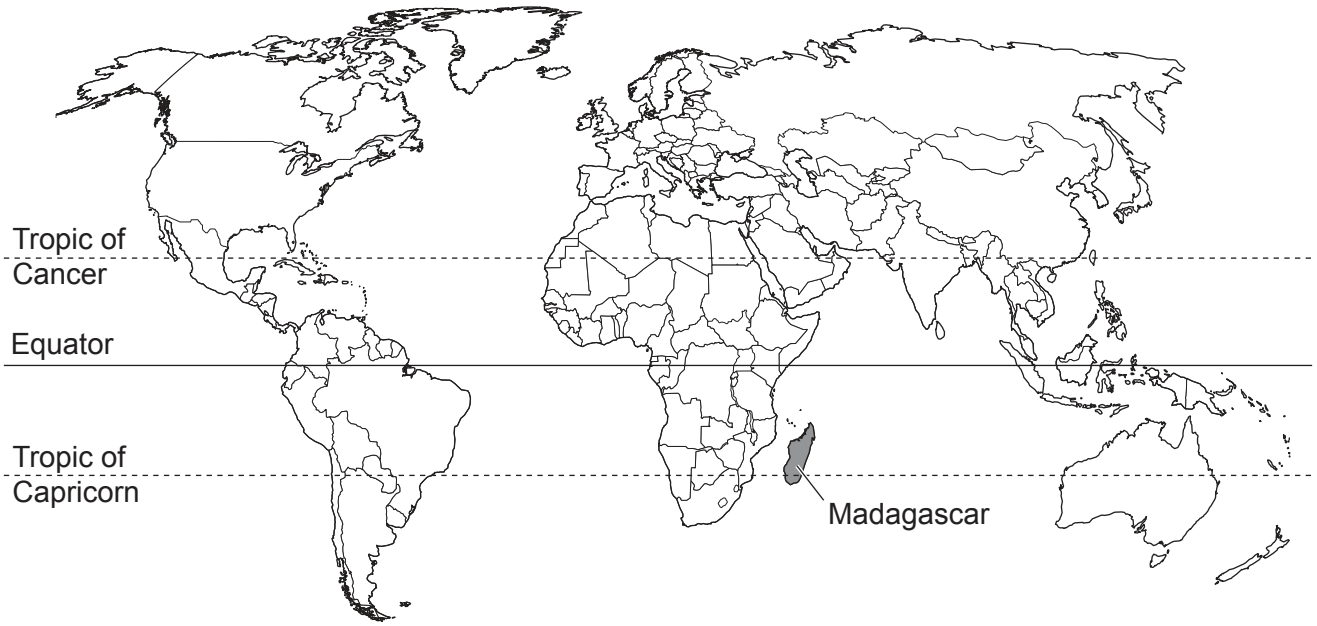 Tropic of
Cancer
Equator
Tropic of
Capricorn
Madagascar